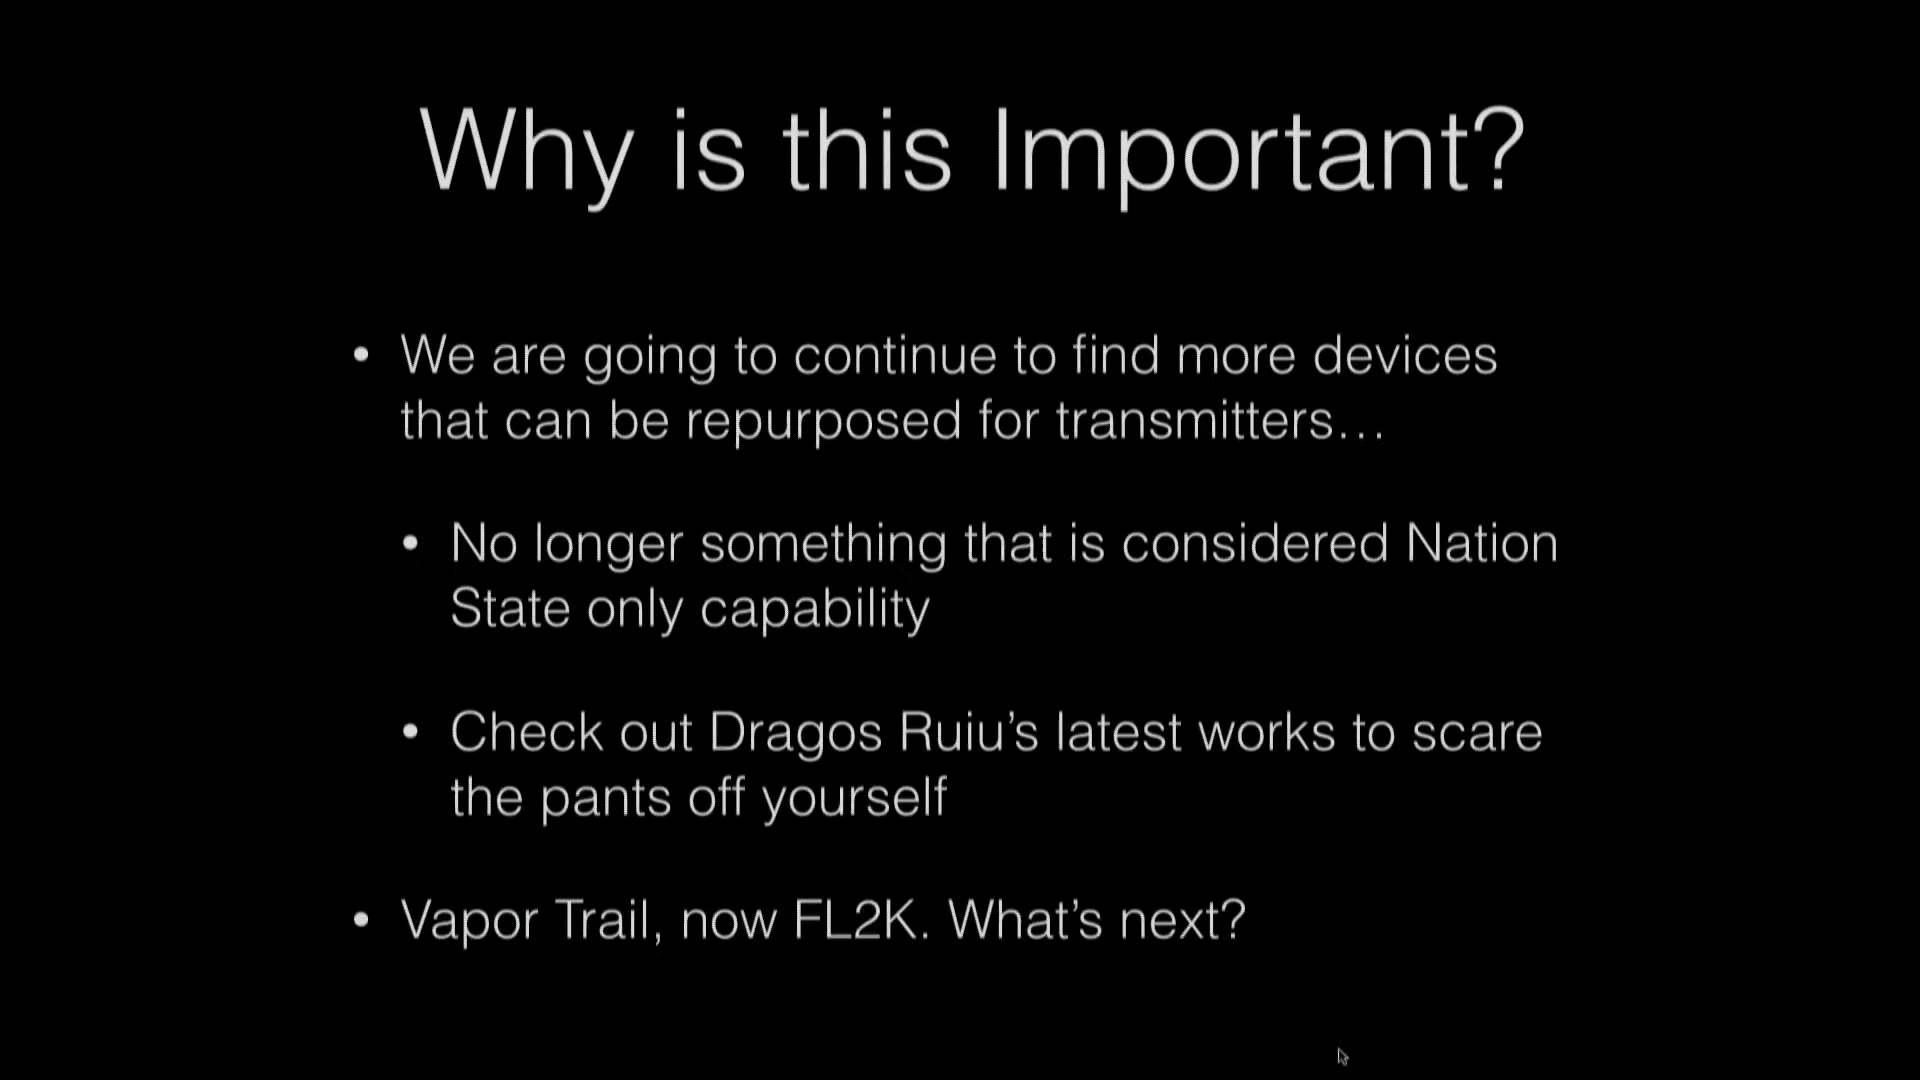 Why is this Important?
• We are going to continue to find more devices
that can be repurposed for transmitters…
• No longer something that is considered Nation
State only capability
• Check out Dragos Ruiu’s latest works to scare
the pants off yourself
• Vapor Trail, now FL2K. What’s next?